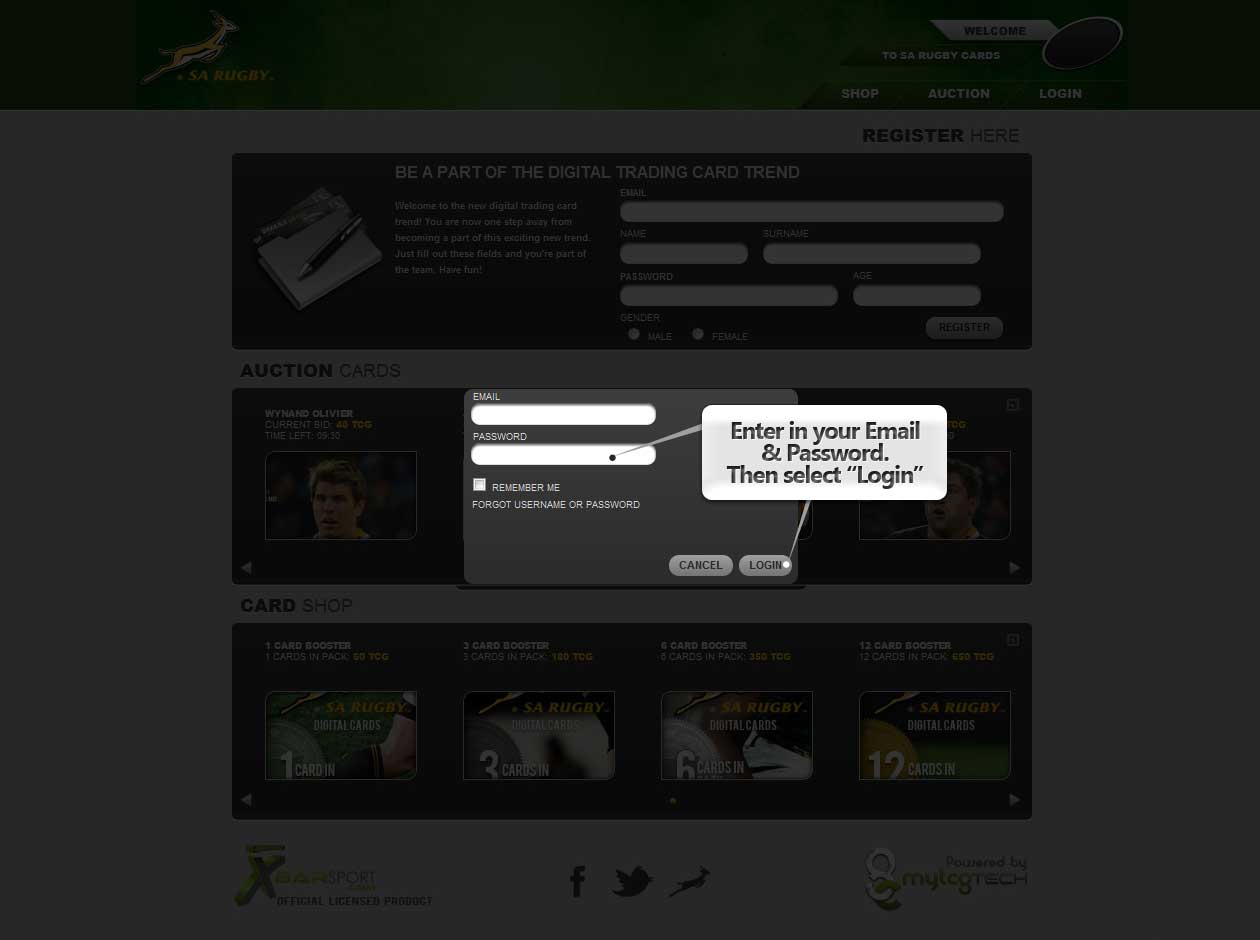 SA RUGBY
WELCOME
TO SA RUGBY CARDS
SHOP AUCTION LOGIN
REGISTER HERE
BE A PART OF THE DIGITAL TRADING CARD TREND
Welcome to the new digital trading card
trend! You are now one step away from
becoming a part of this exciting new trend.
Just fill out these fields and you're part of
the team. Have fun!
EMAIL
NAME SURNAME
PASSWORD AGE
GENDER
MALE FEMALE
REGISTER
AUCTION CARDS
WYNAND OLIVIER
CURRENT BID: 40 TCG
TIME LEFT: 09:30
TCG
EMAIL
PASSWORD
REMEMBER ME
FORGOT USERNAME OR PASSWORD
CANCEL LOGIN
Enter in your Email
& Password.
Then select “Login”
CARD SHOP
1 CARD BOOSTER
1 CARDS IN PACK: 60 TCG
3 CARD BOOSTER
3 CARDS IN PACK: 180 TCG
6 CARD BOOSTER
6 CARDS IN PACK: 350 TCG
12 CARD BOOSTER
12 CARDS IN PACK: 650 TCG
SA RUGBY
DIGITAL CARDS
1 CARD IN
SA RUGBY
DIGITAL CARDS
3 CARDS IN
SA RUGBY
DIGITAL CARDS
6 CARDS IN
SA RUGBY
DIGITAL CARDS
12 CARDS IN
XBARSPORT
.COM
OFFICIAL LICENSED PRODUCT
Powered by
mytcgTECH